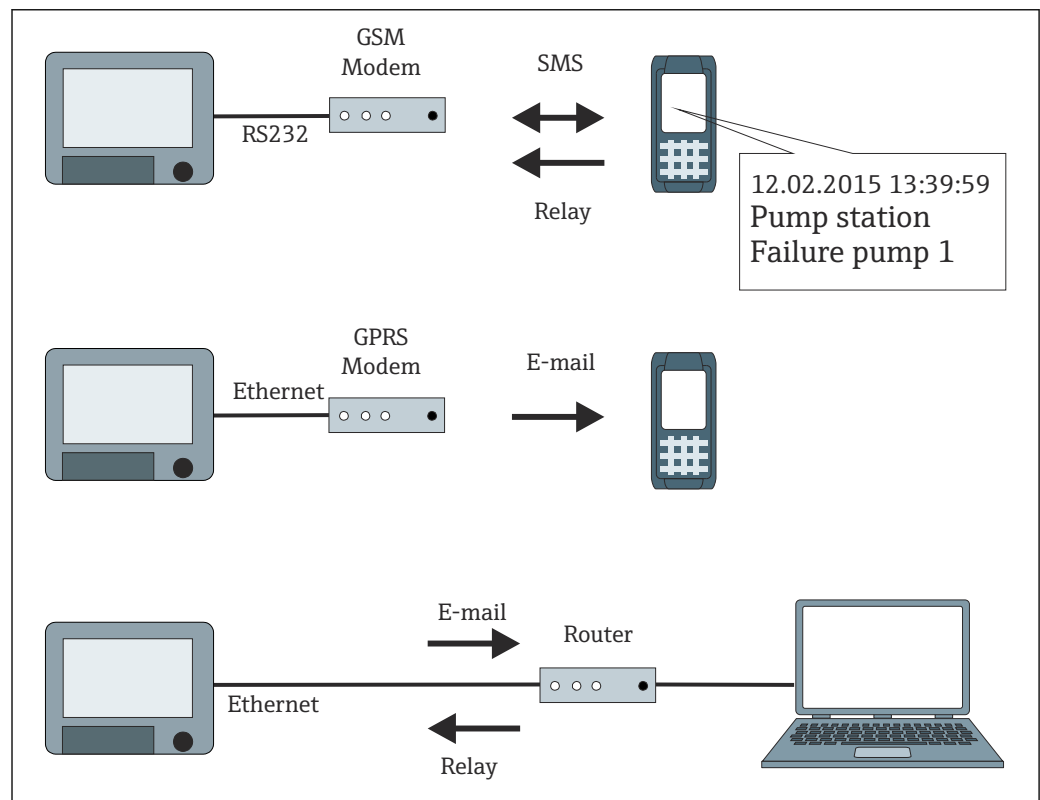 GSM
Modem
SMS
RS232
Relay
12.02.2015 13:39:59
Pump station
Failure pump 1
GPRS
Modem
E-mail
Ethernet
E-mail
Router
Ethernet
Relay